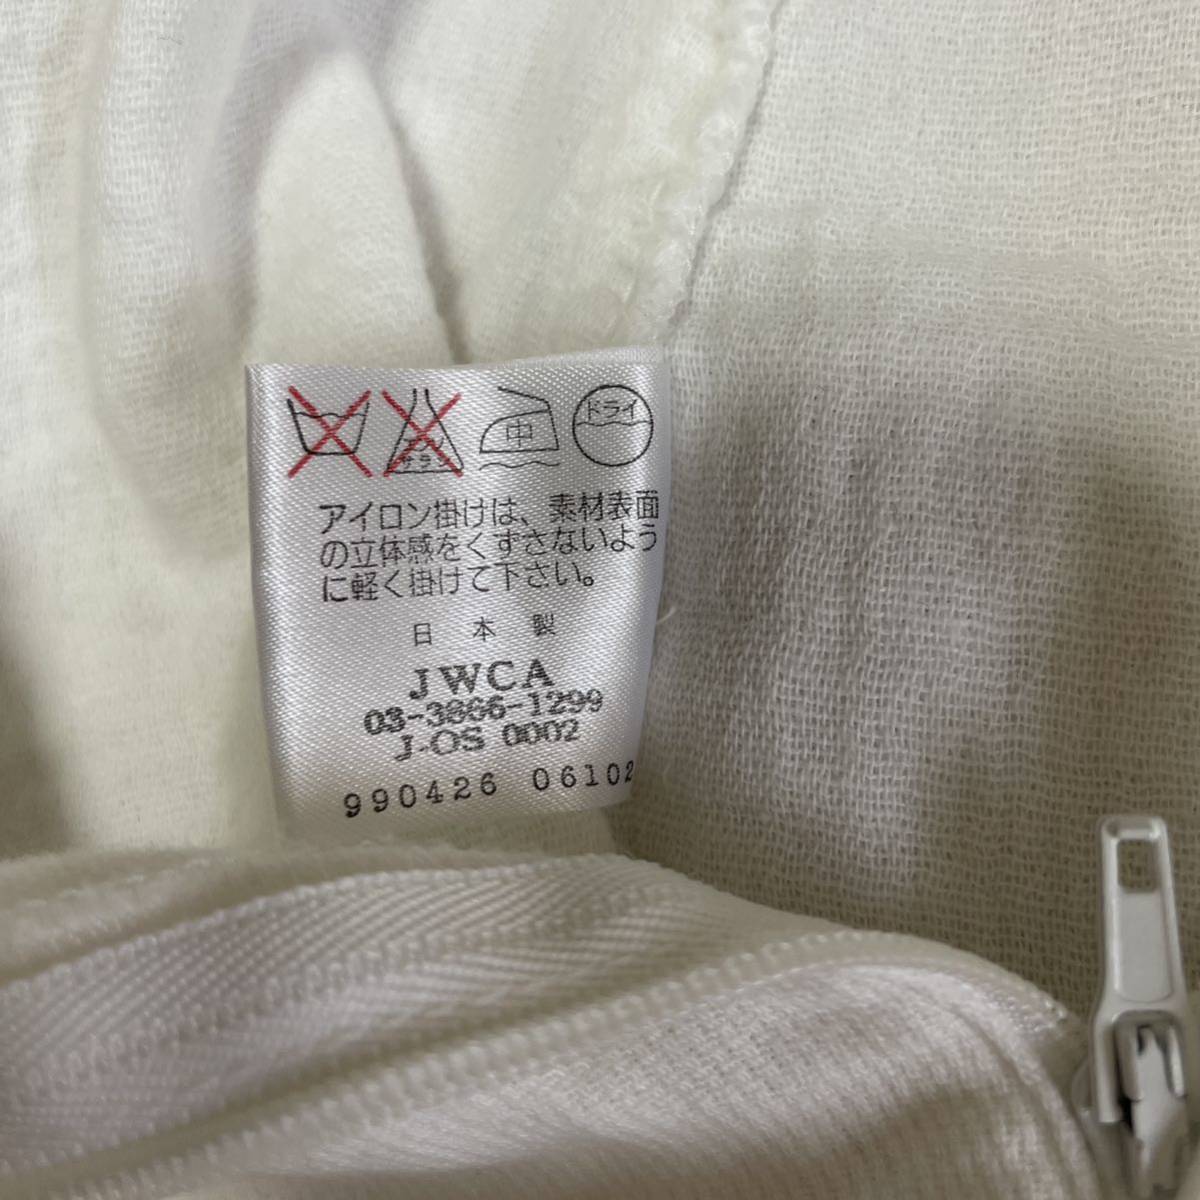 中 ドライ
アイロン掛けは、素材表面
の立体感をくずさないよう
に軽く掛けて下さい。
日本製
JWCA
03-3866-1299
J-OS 0002
990426 06102